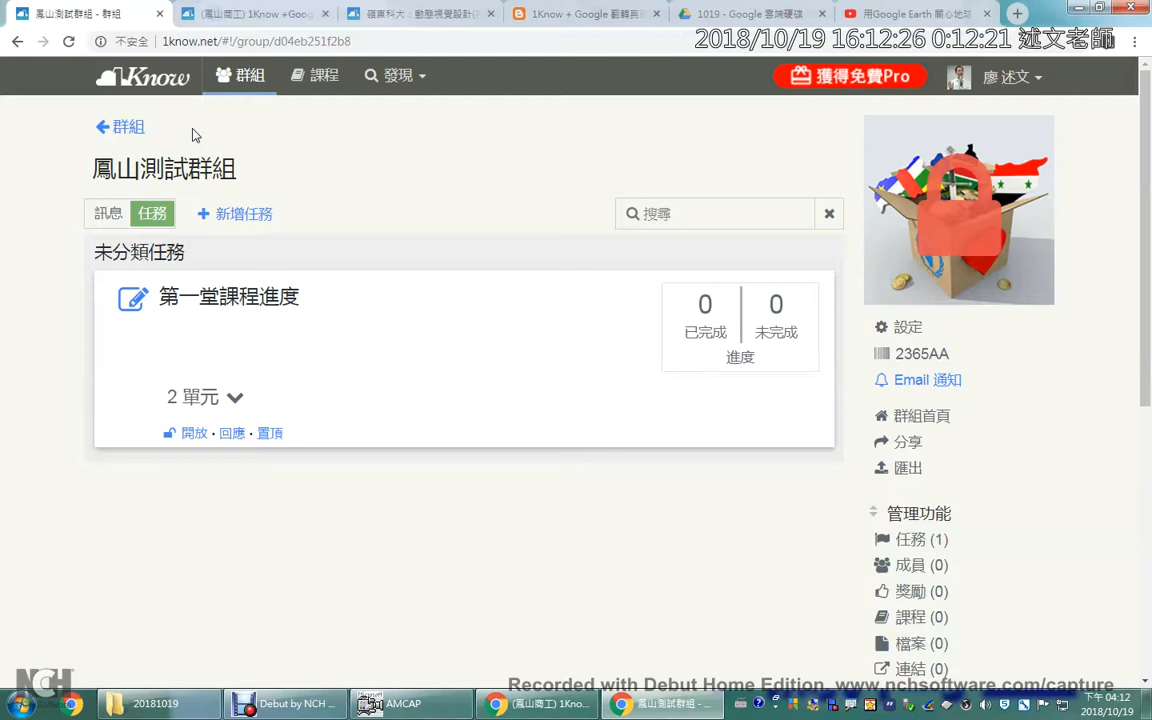 鳳山測試群組 - 群組
(鳳山商工) 1Know +Goog
嶺東科大：動態視覺設計(
1Know + Google 翻轉
1019 - Google 雲端硬碟
用Google Earth 關心地球
不安全
1know.net/#!/group/d04eb251f2b8
2018/10/19 16:12:26 0:12:21 述文老師
1Know
群組
課程
發現
獲得免費Pro
廖 述文
群組
鳳山測試群組
訊息
任務
新增任務
搜尋
未分類任務
第一堂課程進度
0
已完成
0
未完成
進度
2 單元
開放・回應・置頂
設定
2365AA
Email 通知
群組首頁
分享
匯出
管理功能
任務 (1)
成員 (0)
獎勵 (0)
課程 (0)
檔案 (0)
連結 (0)
NCH
Recorded with Debut Home Edition. www.nchsoftware.com/capture
20181019
Debut by NCH ...
AMCAP
(鳳山商工) 1Kno...
鳳山測試群組 - ...
下午 04:12
2018/10/19